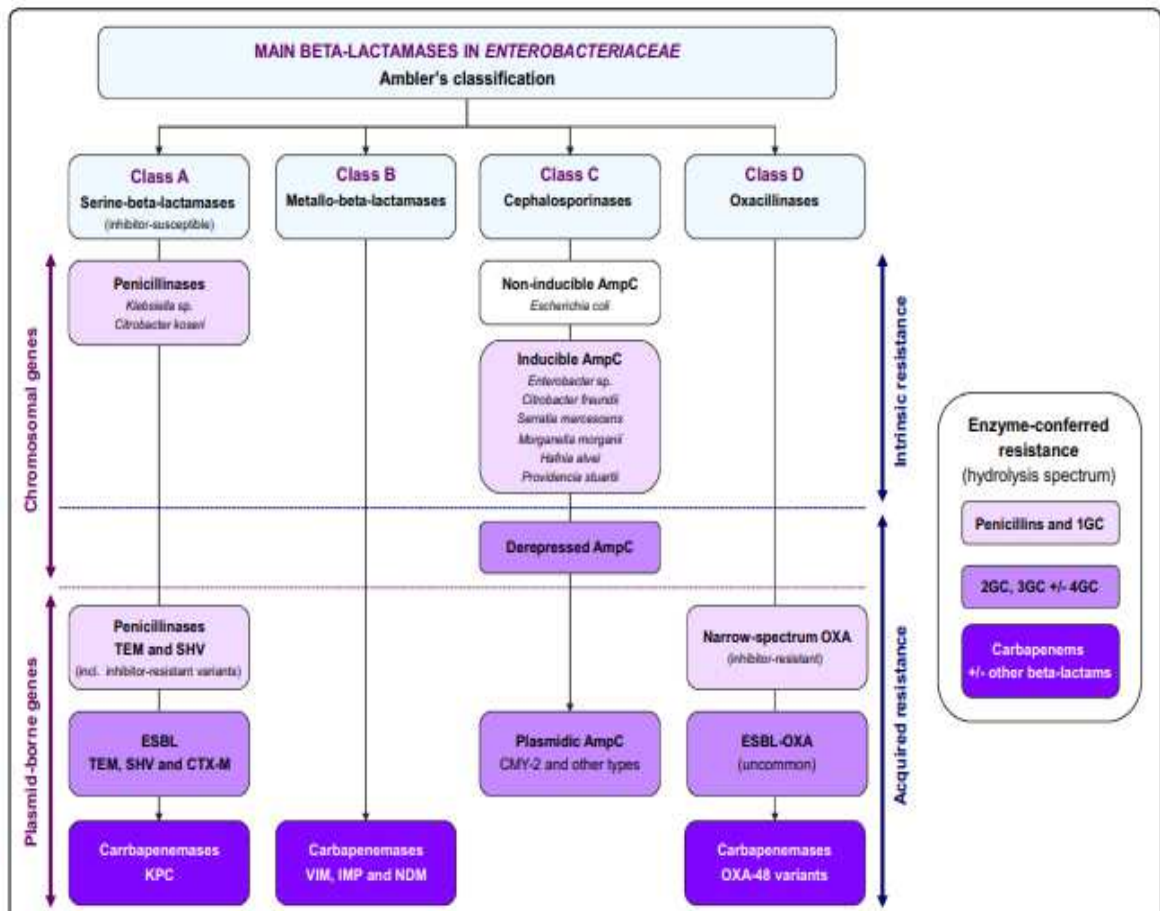 MAIN BETA-LACTAMASES IN ENTEROBACTERIACEAE
Ambler's classification
Class A
Serine-beta-lactamases
(inhibitor-susceptible)
Class B
Metallo-beta-lactamases
Class C
Cephalosporinases
Class D
Oxacillinases
Chromosomal genes
Penicillinases
Klebsiella sp.
Citrobacter koseri
Non-inducible AmpC
Escherichia coli
Inducible AmpC
Enterobacter sp.
Citrobacter freundii
Serratia mercescens
Morganella morganii
Hafnia alvei
Providencia stuartii
Intrinsic resistance
Derepressed AmpC
Plasmid-borne genes
Penicillinases
TEM and SHV
(incl. inhibitor-resistant variants)
Narrow-spectrum OXA
(inhibitor-resistant)
ESBL
TEM, SHV and CTX-M
Plasmidic AmpC
CMY-2 and other types
ESBL-OXA
(uncommon)
Carrbapenemases
KPC
Carbapenemases
VIM, IMP and NDM
Carbapenemases
OXA-48 variants
Acquired resistance
Enzyme-conferred
resistance
(hydrolysis spectrum)
Penicillins and 1GC
2GC, 3GC +/- 4GC
Carbapenems
+/- other beta-lactams